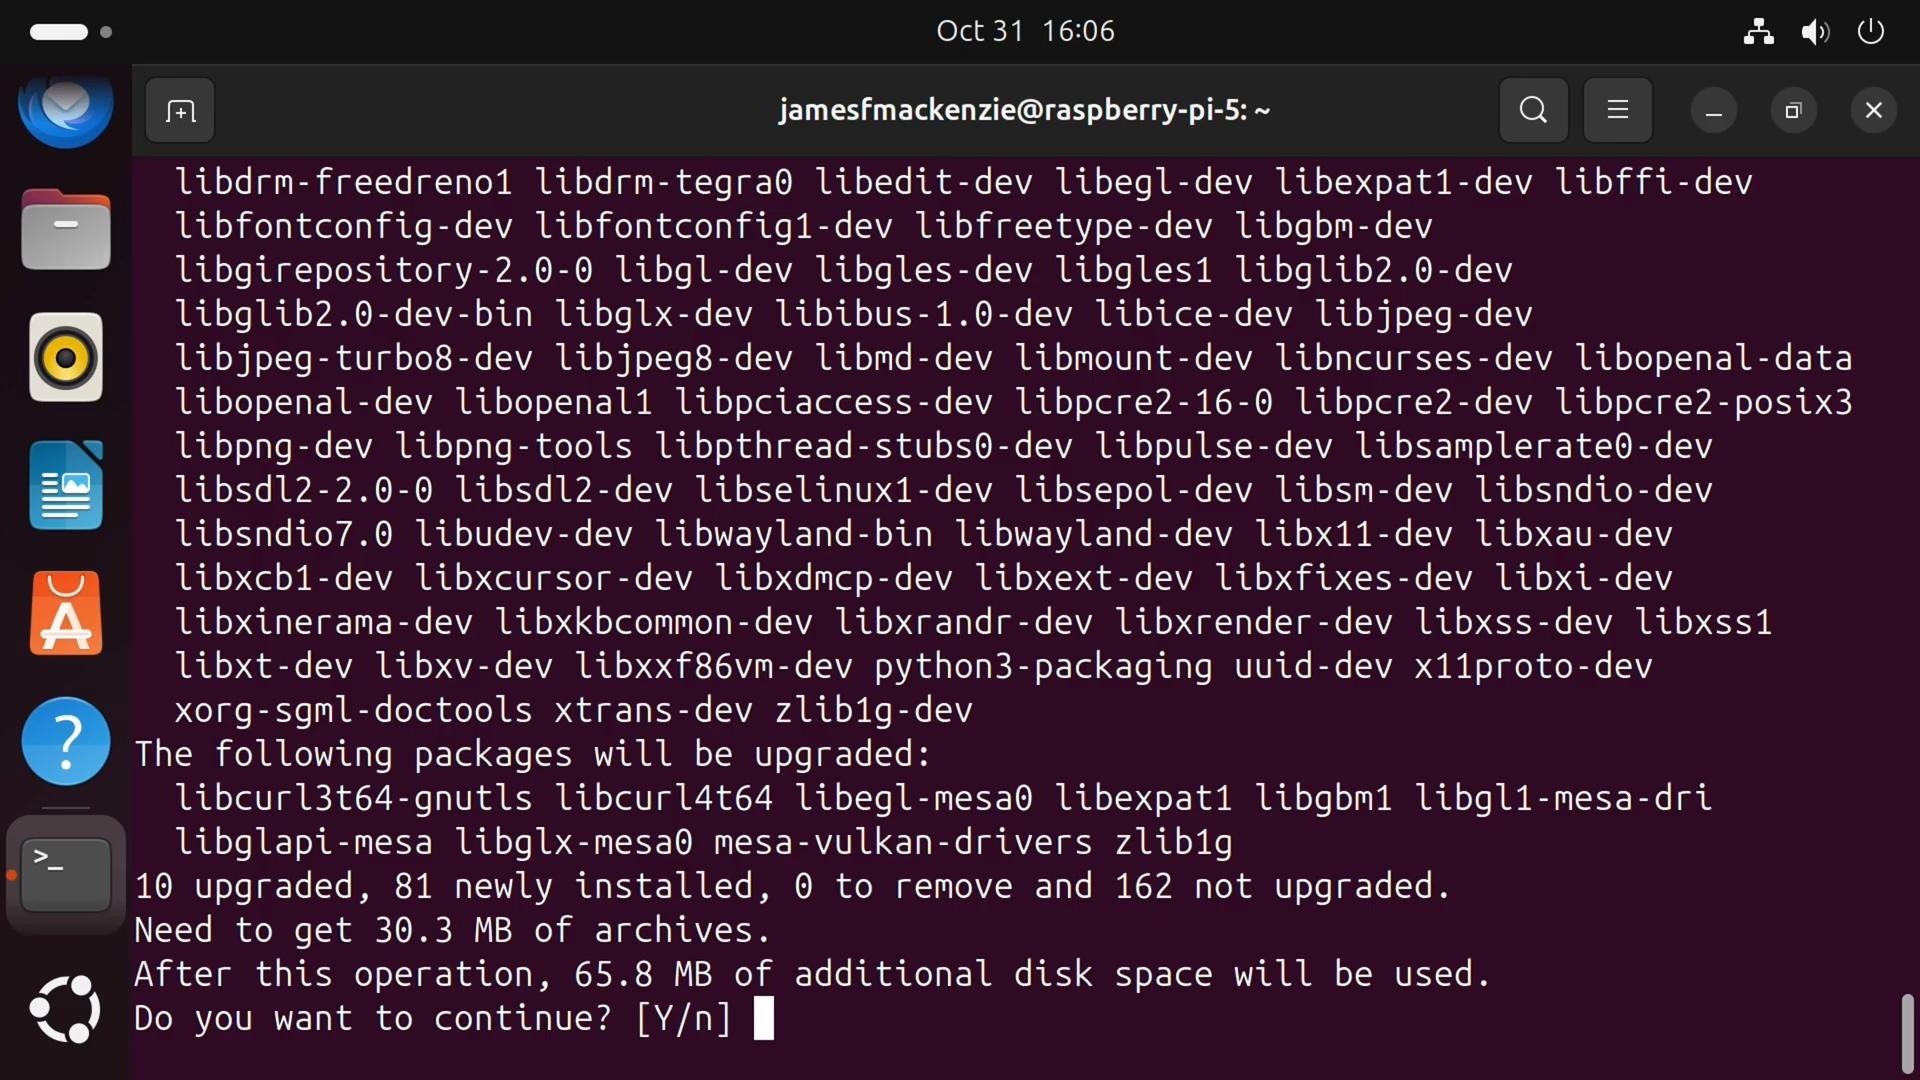 Oct 31 16:06
jamesfmackenzie@raspberry-pi-5: ~
libdrm-freedreno1 libdrm-tegra0 libedit-dev libegl-dev libexpat1-dev libffi-dev
libfontconfig-dev libfontconfig1-dev libfreetype-dev libgbm-dev
libgirepository-2.0-0 libgl-dev libgles-dev libgles1 libglib2.0-dev
libglib2.0-dev-bin libglx-dev libibus-1.0-dev libice-dev libjpeg-dev
libjpeg-turbo8-dev libjpeg8-dev libmd-dev libmount-dev libncurses-dev libopenal-data
libopenal-dev libopenal1 libpciaccess-dev libpcre2-16-0 libpcre2-dev libpcre2-posix3
libpng-dev libpng-tools libpthread-stubs0-dev libpulse-dev libsamplerate0-dev
libsdl2-2.0-0 libsdl2-dev libselinux1-dev libsepol-dev libsm-dev libsndio-dev
libsndio7.0 libudev-dev libwayland-bin libwayland-dev libx11-dev libxau-dev
libxcb1-dev libxcursor-dev libxdmcp-dev libxext-dev libxfixes-dev libxi-dev
libxinerama-dev libxkbcommon-dev libxrandr-dev libxrender-dev libxss-dev libxss1
libxt-dev libxv-dev libxxf86vm-dev python3-packaging uuid-dev x11proto-dev
xorg-sgml-doctools xtrans-dev zlib1g-dev
The following packages will be upgraded:
libcurl3t64-gnutls libcurl4t64 libegl-mesa0 libexpat1 libgbm1 libgl1-mesa-dri
libglapi-mesa libglx-mesa0 mesa-vulkan-drivers zlib1g
10 upgraded, 81 newly installed, 0 to remove and 162 not upgraded.
Need to get 30.3 MB of archives.
After this operation, 65.8 MB of additional disk space will be used.
Do you want to continue? [Y/n]